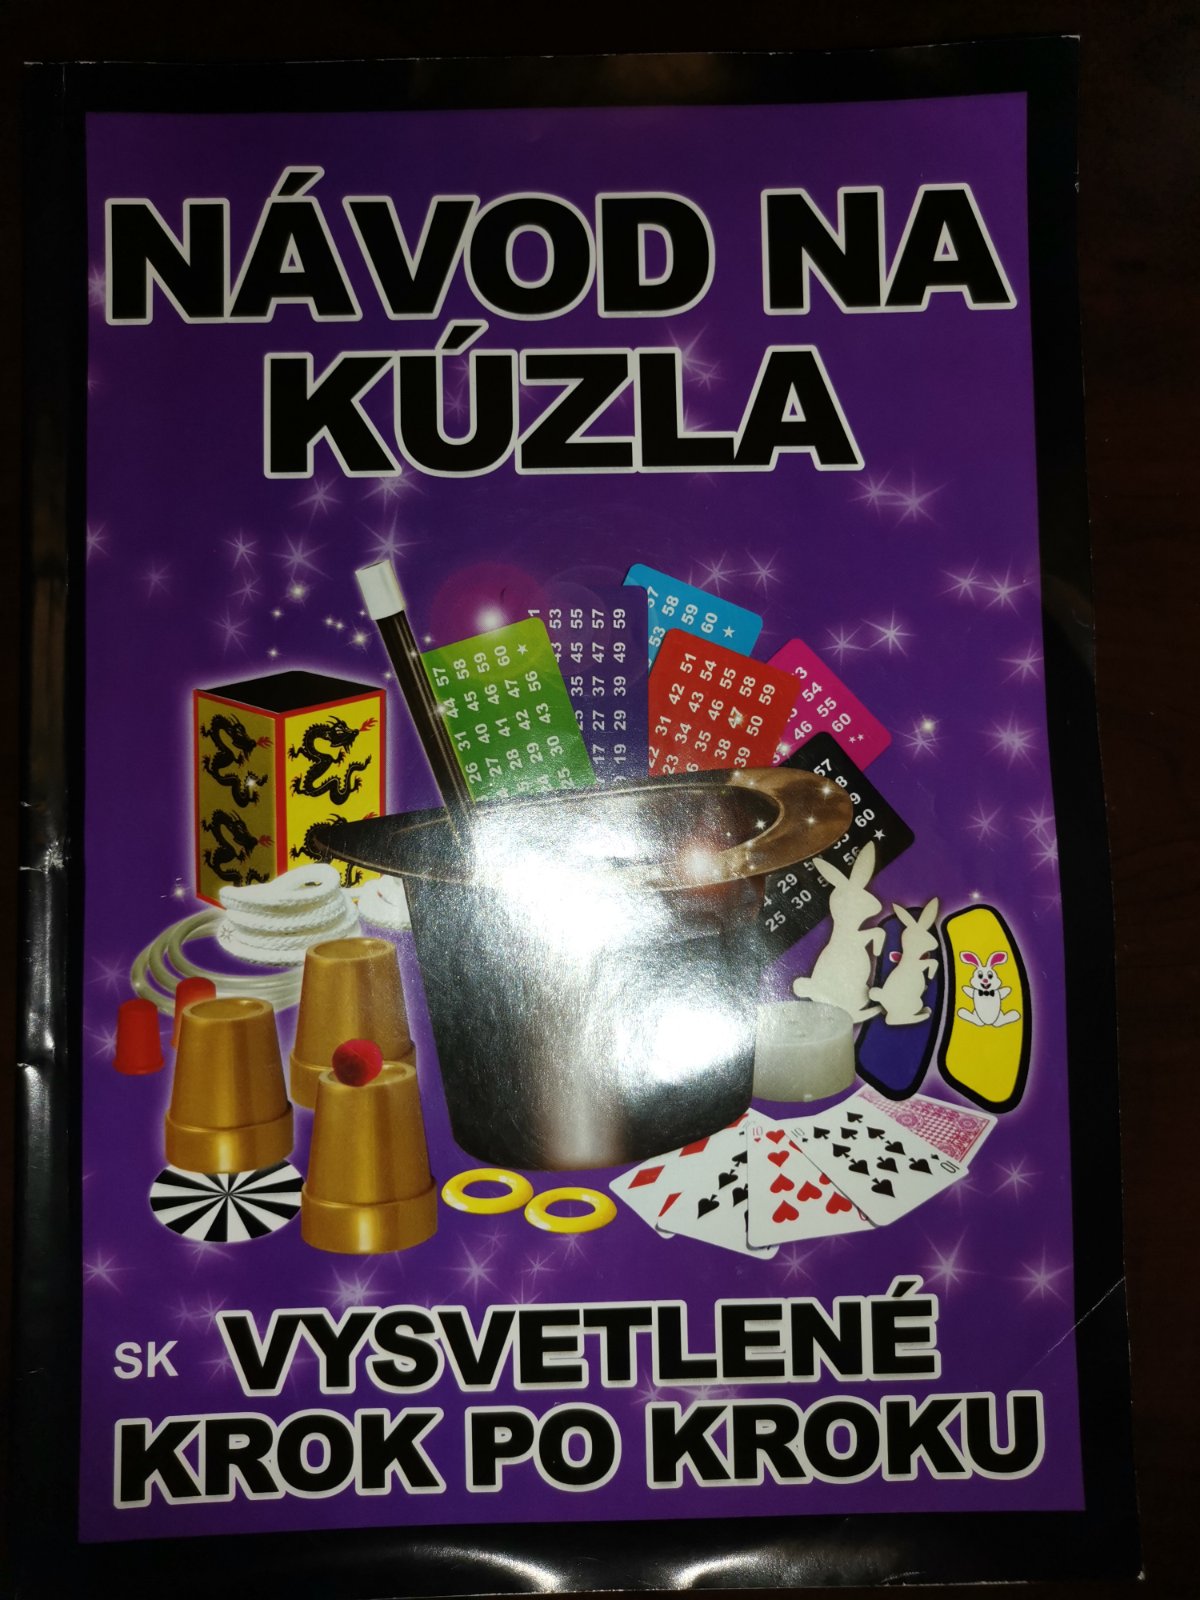 NÁVOD NA
KÚZLA
SK VYSVETLENÉ
KROK PO KROKU